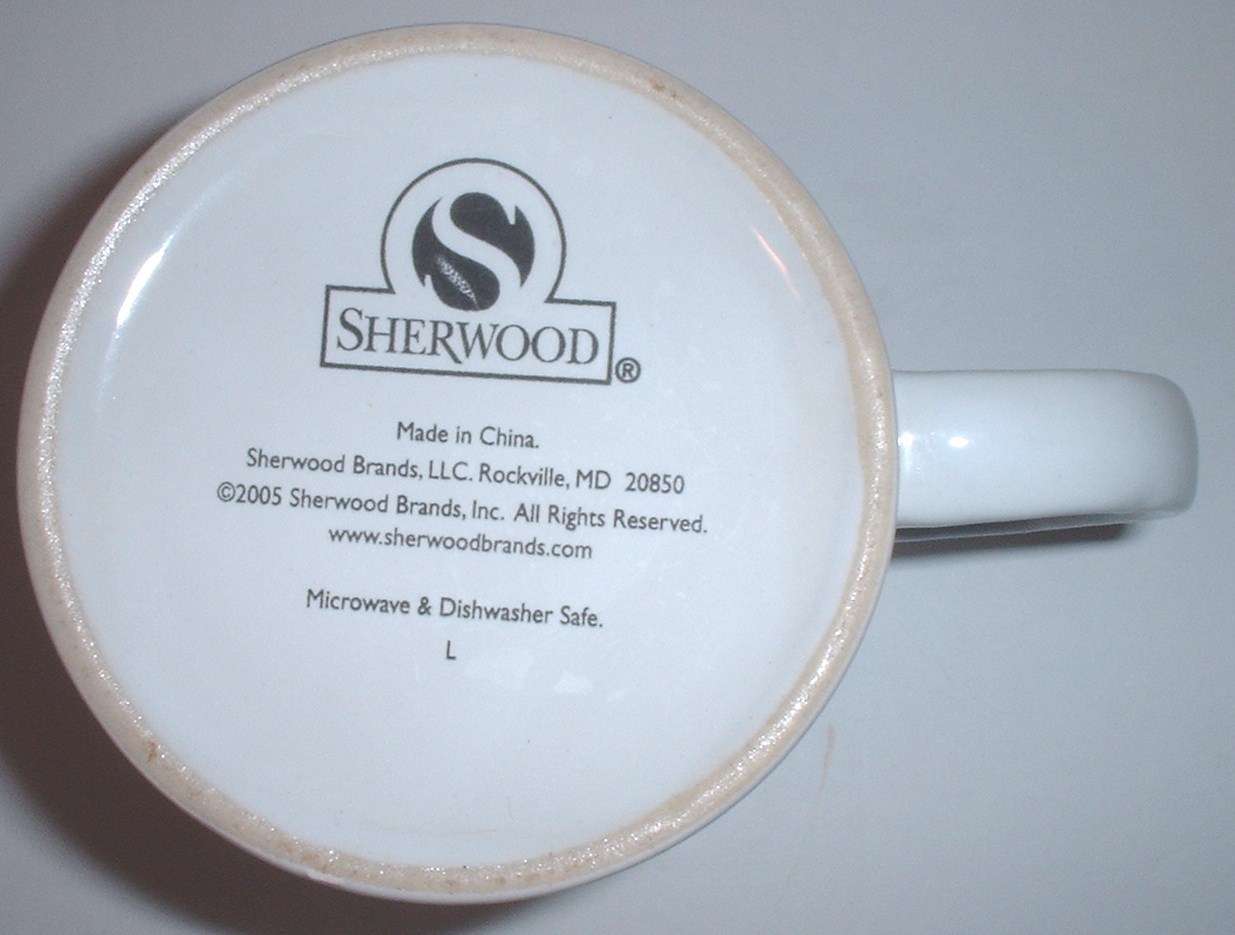 S
SHERWOOD®
Made in China.
Sherwood Brands, LLC. Rockville, MD 20850
©2005 Sherwood Brands, Inc. All Rights Reserved.
www.sherwoodbrands.com
Microwave & Dishwasher Safe.
L